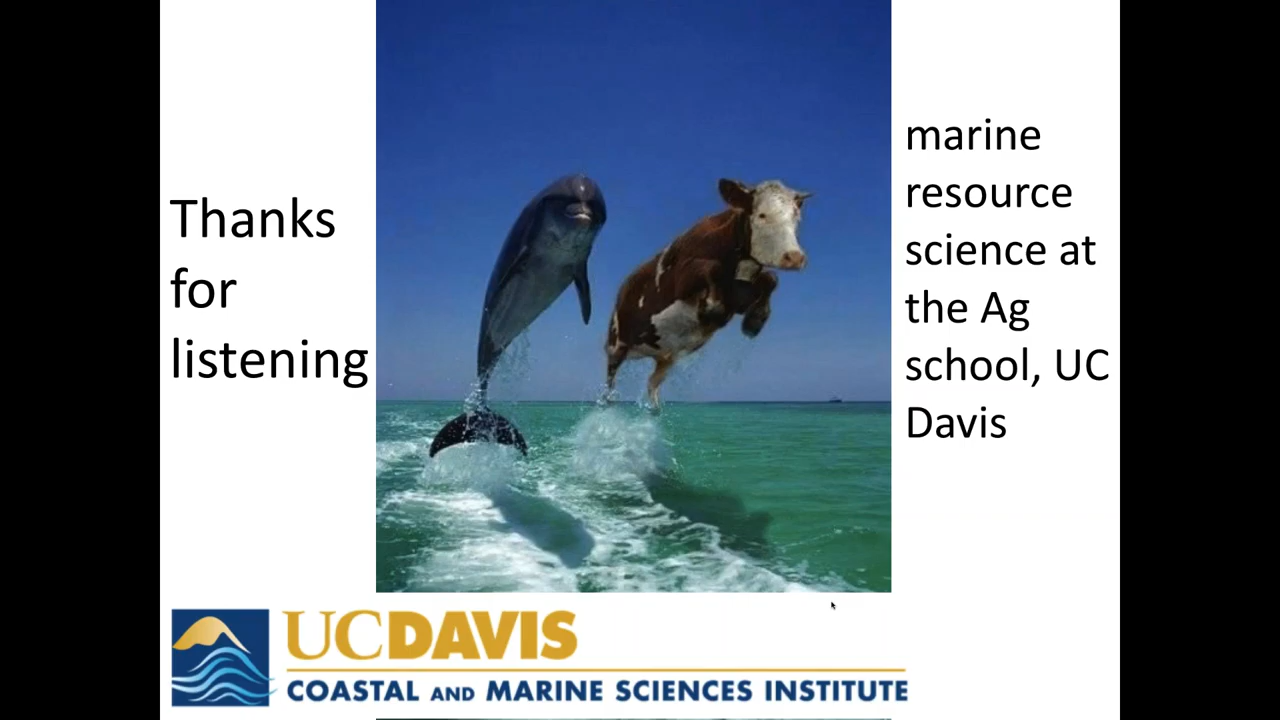 Thanks
for
listening
marine
resource
science at
the Ag
school, UC
Davis
UCDAVIS
COASTAL AND MARINE SCIENCES INSTITUTE